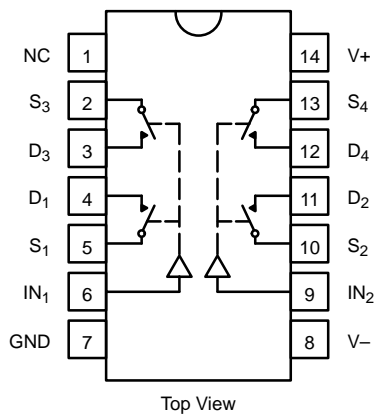 NC 1 14 V+
S3 2 13 S4
D3 3 12 D4
D1 4 11 D2
S1 5 10 S2
IN1 6 9 IN2
GND 7 8 V–
Top View